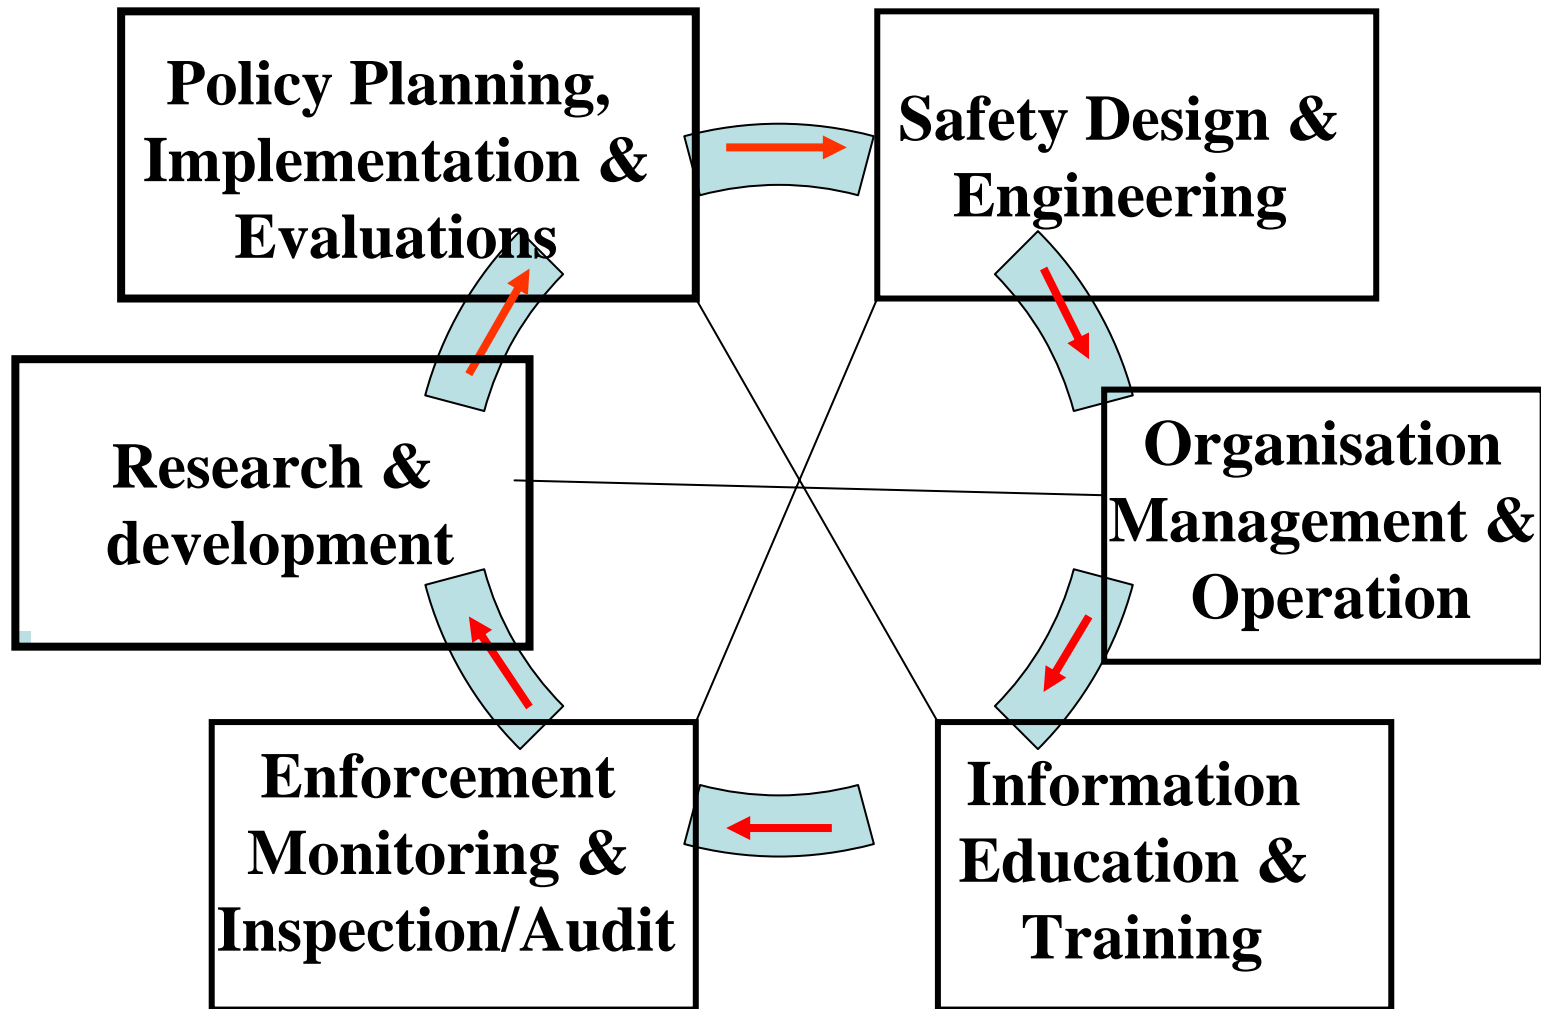 Policy Planning,
Implementation &
Evaluations
Safety Design &
Engineering
Organisation
Management &
Operation
Information
Education &
Training
Enforcement
Monitoring &
Inspection/Audit
Research &
development